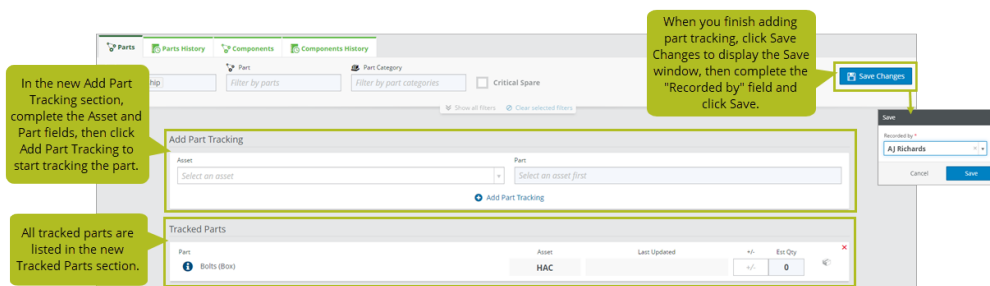 When you finish adding
part tracking, click Save
Changes to display the Save
window, then complete the
"Recorded by" field and
click Save.
Parts
Parts History
Components
Components History
Part
Part Category
hip
Filter by parts
Filter by part categories
Critical Spare
Save Changes
Show all filters
Clear selected filters
In the new Add Part
Tracking section,
complete the Asset and
Part fields, then click
Add Part Tracking to
start tracking the part.
Save
Recorded by *
AJ Richards
Cancel
Save
Add Part Tracking
Asset
Part
Select an asset
Select an asset first
Add Part Tracking
All tracked parts are
listed in the new
Tracked Parts section.
Tracked Parts
Part
Asset
Last Updated
+/-
Est Qty
Bolts (Box)
HAC
+/-
0